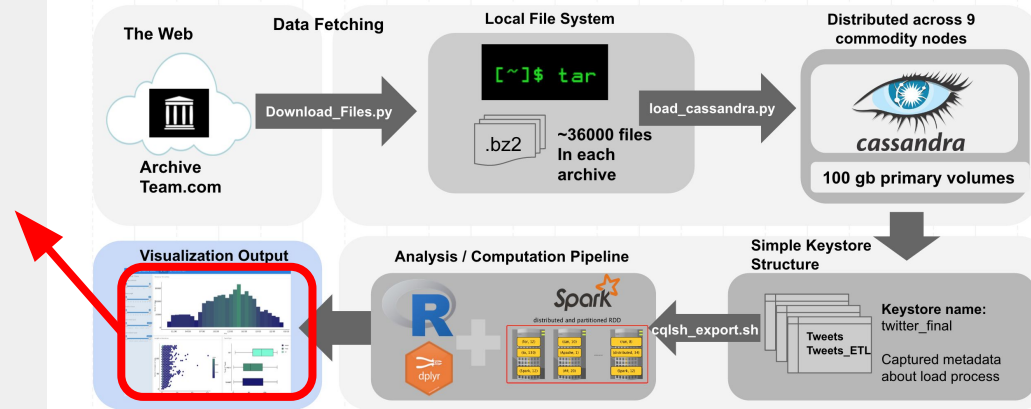 The Web
Data Fetching
Local File System
Distributed across 9
commodity nodes
[~]$ tar
Download_Files.py
load_cassandra.py
.bz2
~36000 files
In each
archive
cassandra
100 gb primary volumes
Archive
Team.com
Visualization Output
Analysis / Computation Pipeline
Simple Keystore
Structure
R
Spark
distributed and partitioned RDD
dplyr
cqlsh_export.sh
Tweets
Tweets_ETL
Keystore name:
twitter_final
Captured metadata
about load process